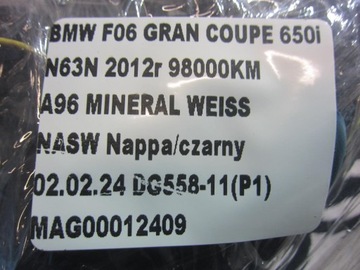 BMW F06 GRAN COUPE 650i
N63N 2012r 98000KM
A96 MINERAL WEISS
NASW Nappa/czarny
02.02.24 DG558-11(P1)
MAG00012409